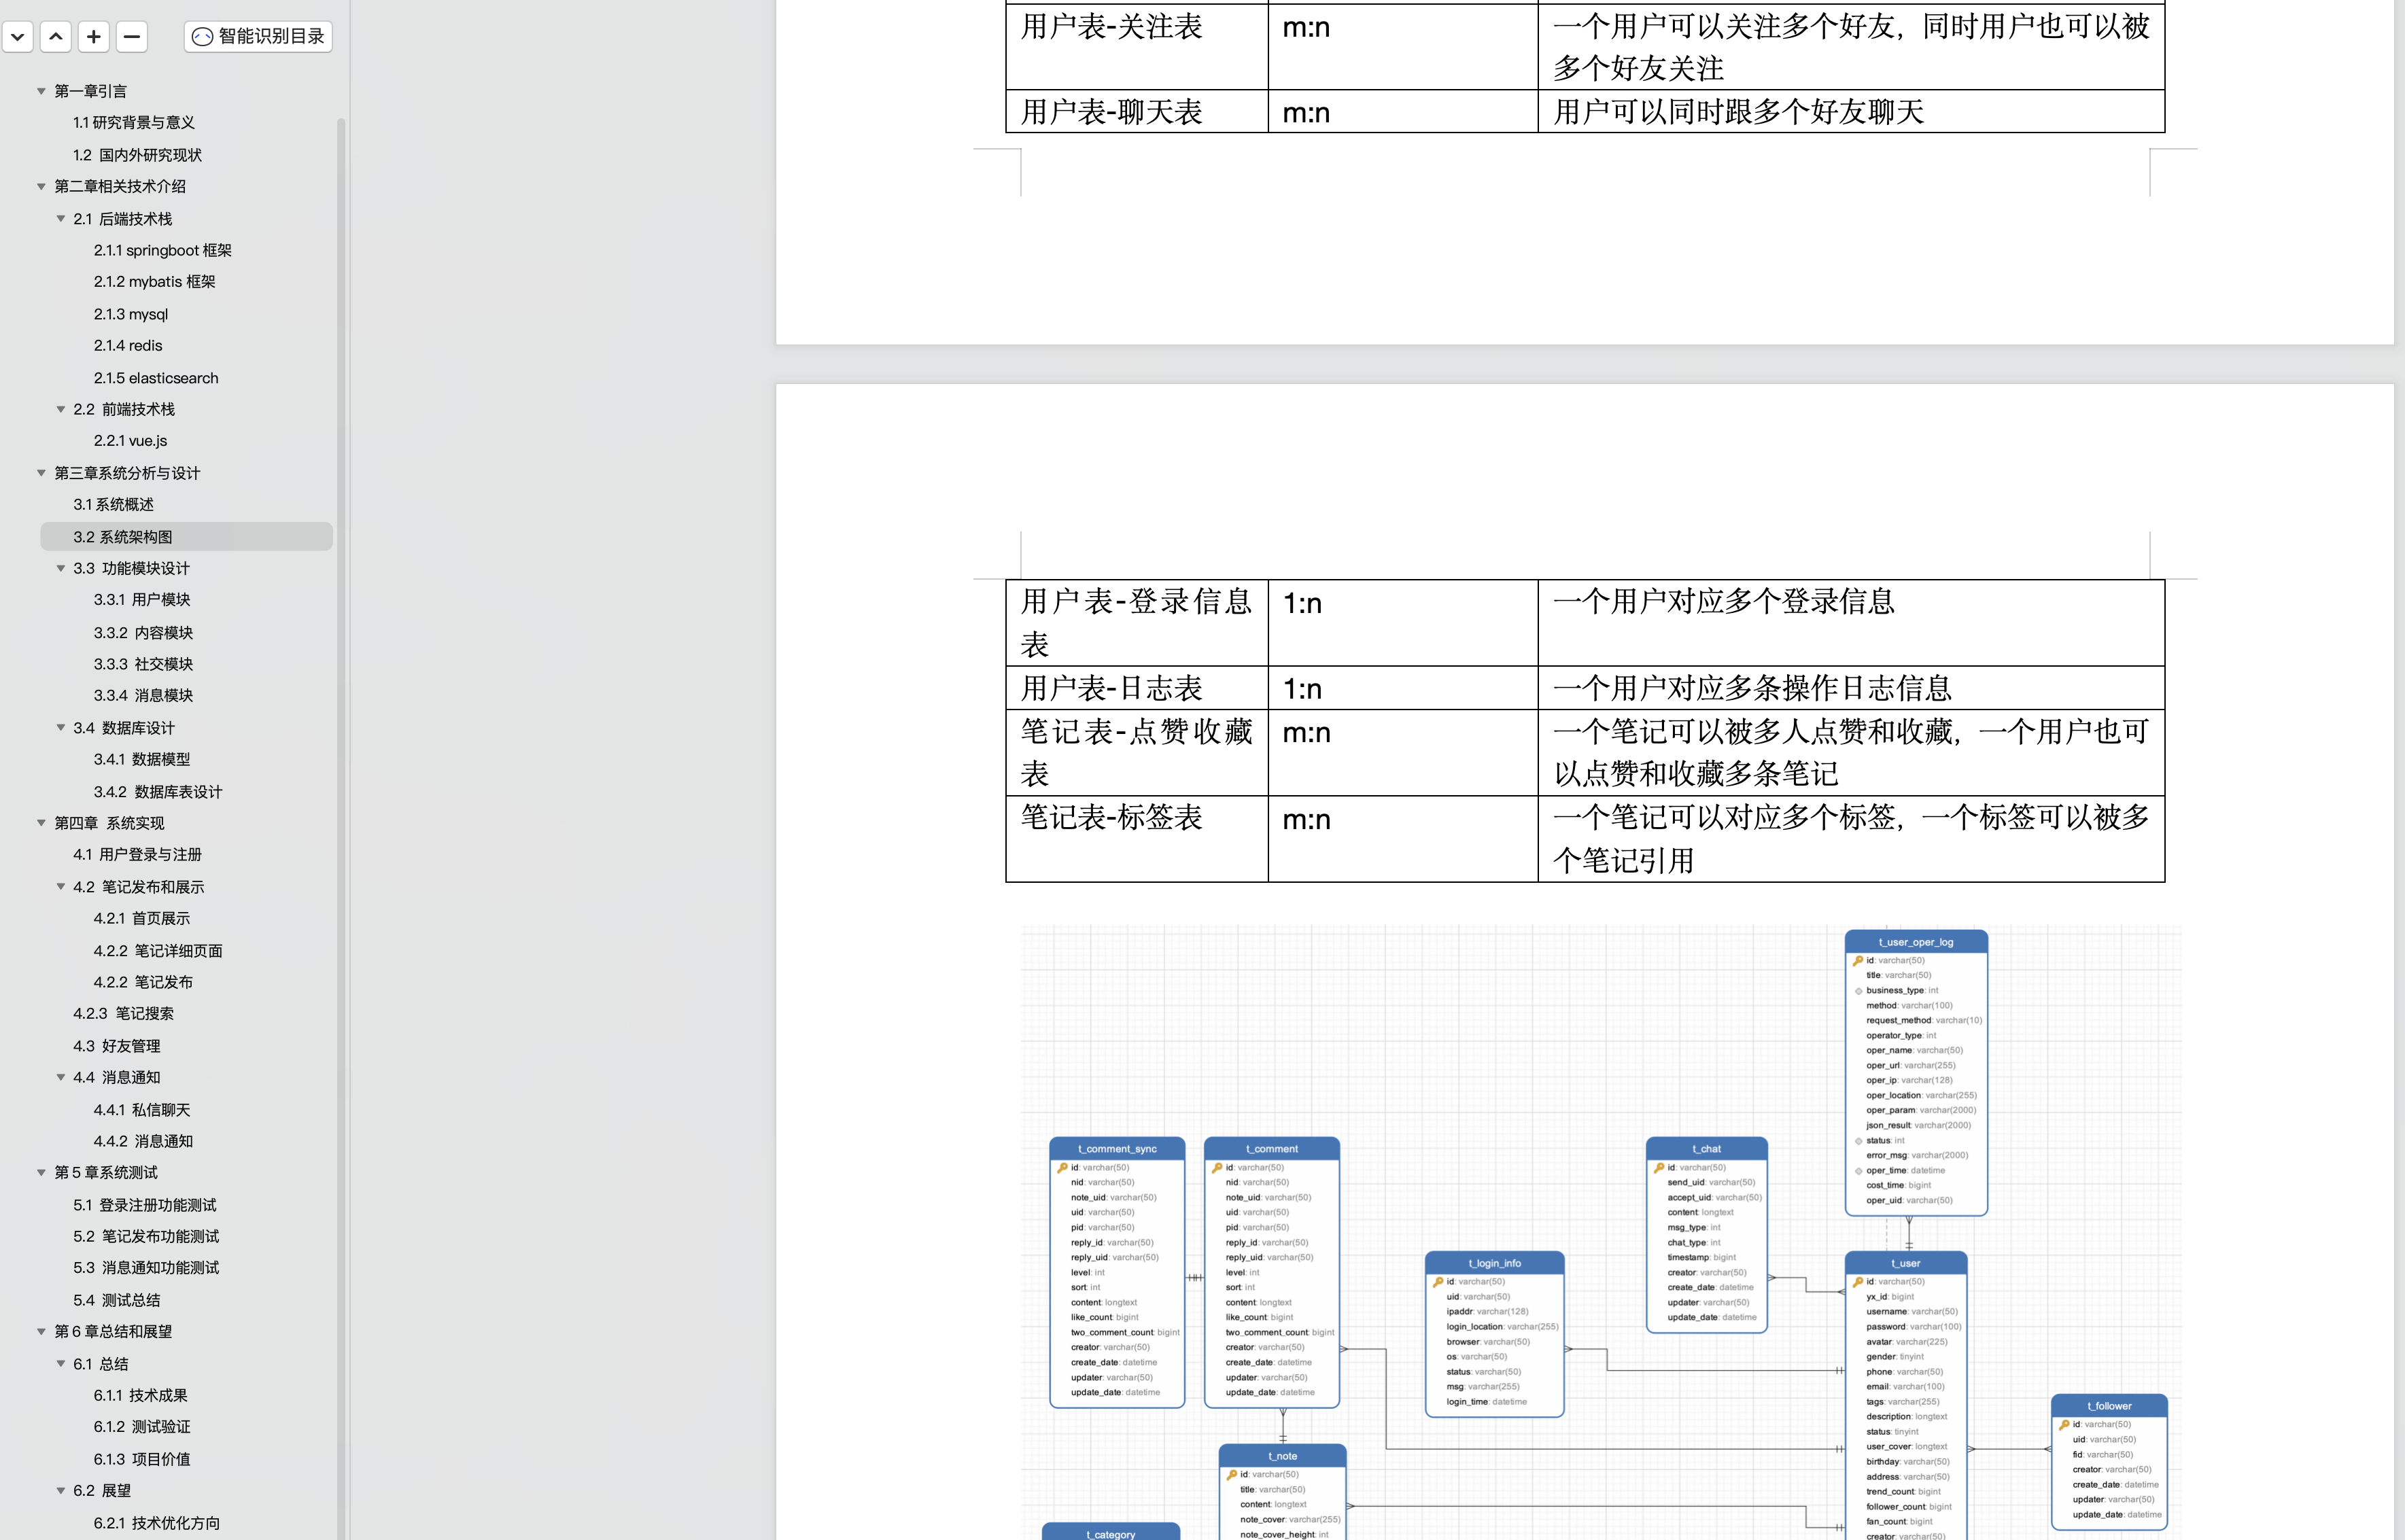 智能识别目录
第一章引言
1.1 研究背景与意义
1.2 国内外研究现状
第二章相关技术介绍
2.1 后端技术栈
2.1.1 springboot 框架
2.1.2 mybatis 框架
2.1.3 mysql
2.1.4 redis
2.1.5 elasticsearch
2.2 前端技术栈
2.2.1 vue.js
第三章系统分析与设计
3.1 系统概述
3.2 系统架构图
3.3 功能模块设计
3.3.1 用户模块
3.3.2 内容模块
3.3.3 社交模块
3.3.4 消息模块
3.4 数据库设计
3.4.1 数据模型
3.4.2 数据库表设计
第四章 系统实现
4.1 用户登录与注册
4.2 笔记发布和展示
4.2.1 首页展示
4.2.2 笔记详细页面
4.2.2 笔记发布
4.2.3 笔记搜索
4.3 好友管理
4.4 消息通知
4.4.1 私信聊天
4.4.2 消息通知
第 5 章系统测试
5.1 登录注册功能测试
5.2 笔记发布功能测试
5.3 消息通知功能测试
5.4 测试总结
第 6 章总结和展望
6.1 总结
6.1.1 技术成果
6.1.2 测试验证
6.1.3 项目价值
6.2 展望
6.2.1 技术优化方向
用户表-关注表 m:n 一个用户可以关注多个好友，同时用户也可以被
多个好友关注
用户表-聊天表 m:n 用户可以同时跟多个好友聊天
用户表-登录信息 1:n 一个用户对应多个登录信息
表
用户表-日志表 1:n 一个用户对应多条操作日志信息
笔记表-点赞收藏 m:n 一个笔记可以被多人点赞和收藏，一个用户也可
表 以点赞和收藏多条笔记
笔记表-标签表 m:n 一个笔记可以对应多个标签，一个标签可以被多
个笔记引用
t_user_oper_log
id: varchar(50)
title: varchar(50)
business_type: int
method: varchar(100)
request_method: varchar(10)
operator_type: int
oper_name: varchar(50)
oper_url: varchar(255)
oper_ip: varchar(128)
oper_location: varchar(255)
oper_param: varchar(2000)
json_result: varchar(2000)
status: int
error_msg: varchar(2000)
oper_time: datetime
cost_time: bigint
oper_uid: varchar(50)
t_comment_sync
id: varchar(50)
nid: varchar(50)
note_uid: varchar(50)
uid: varchar(50)
pid: varchar(50)
reply_id: varchar(50)
reply_uid: varchar(50)
level: int
sort: int
content: longtext
like_count: bigint
two_comment_count: bigint
creator: varchar(50)
create_date: datetime
updater: varchar(50)
update_date: datetime
t_comment
id: varchar(50)
nid: varchar(50)
note_uid: varchar(50)
uid: varchar(50)
pid: varchar(50)
reply_id: varchar(50)
reply_uid: varchar(50)
level: int
sort: int
content: longtext
like_count: bigint
two_comment_count: bigint
creator: varchar(50)
create_date: datetime
updater: varchar(50)
update_date: datetime
t_login_info
id: varchar(50)
uid: varchar(50)
ipaddr: varchar(128)
login_location: varchar(255)
browser: varchar(50)
os: varchar(50)
status: varchar(50)
msg: varchar(255)
login_time: datetime
t_chat
id: varchar(50)
send_uid: varchar(50)
accept_uid: varchar(50)
content: longtext
msg_type: int
chat_type: int
timestamp: bigint
creator: varchar(50)
create_date: datetime
updater: varchar(50)
update_date: datetime
t_user
id: varchar(50)
yx_id: bigint
username: varchar(50)
password: varchar(100)
avatar: varchar(225)
gender: tinyint
phone: varchar(50)
email: varchar(100)
tags: varchar(255)
description: longtext
status: tinyint
user_cover: longtext
birthday: varchar(50)
address: varchar(50)
trend_count: bigint
follower_count: bigint
fan_count: bigint
creator: varchar(50)
t_follower
id: varchar(50)
uid: varchar(50)
fid: varchar(50)
creator: varchar(50)
create_date: datetime
updater: varchar(50)
update_date: datetime
t_note
id: varchar(50)
title: varchar(50)
content: longtext
note_cover: varchar(255)
note_cover_height: int
t_category